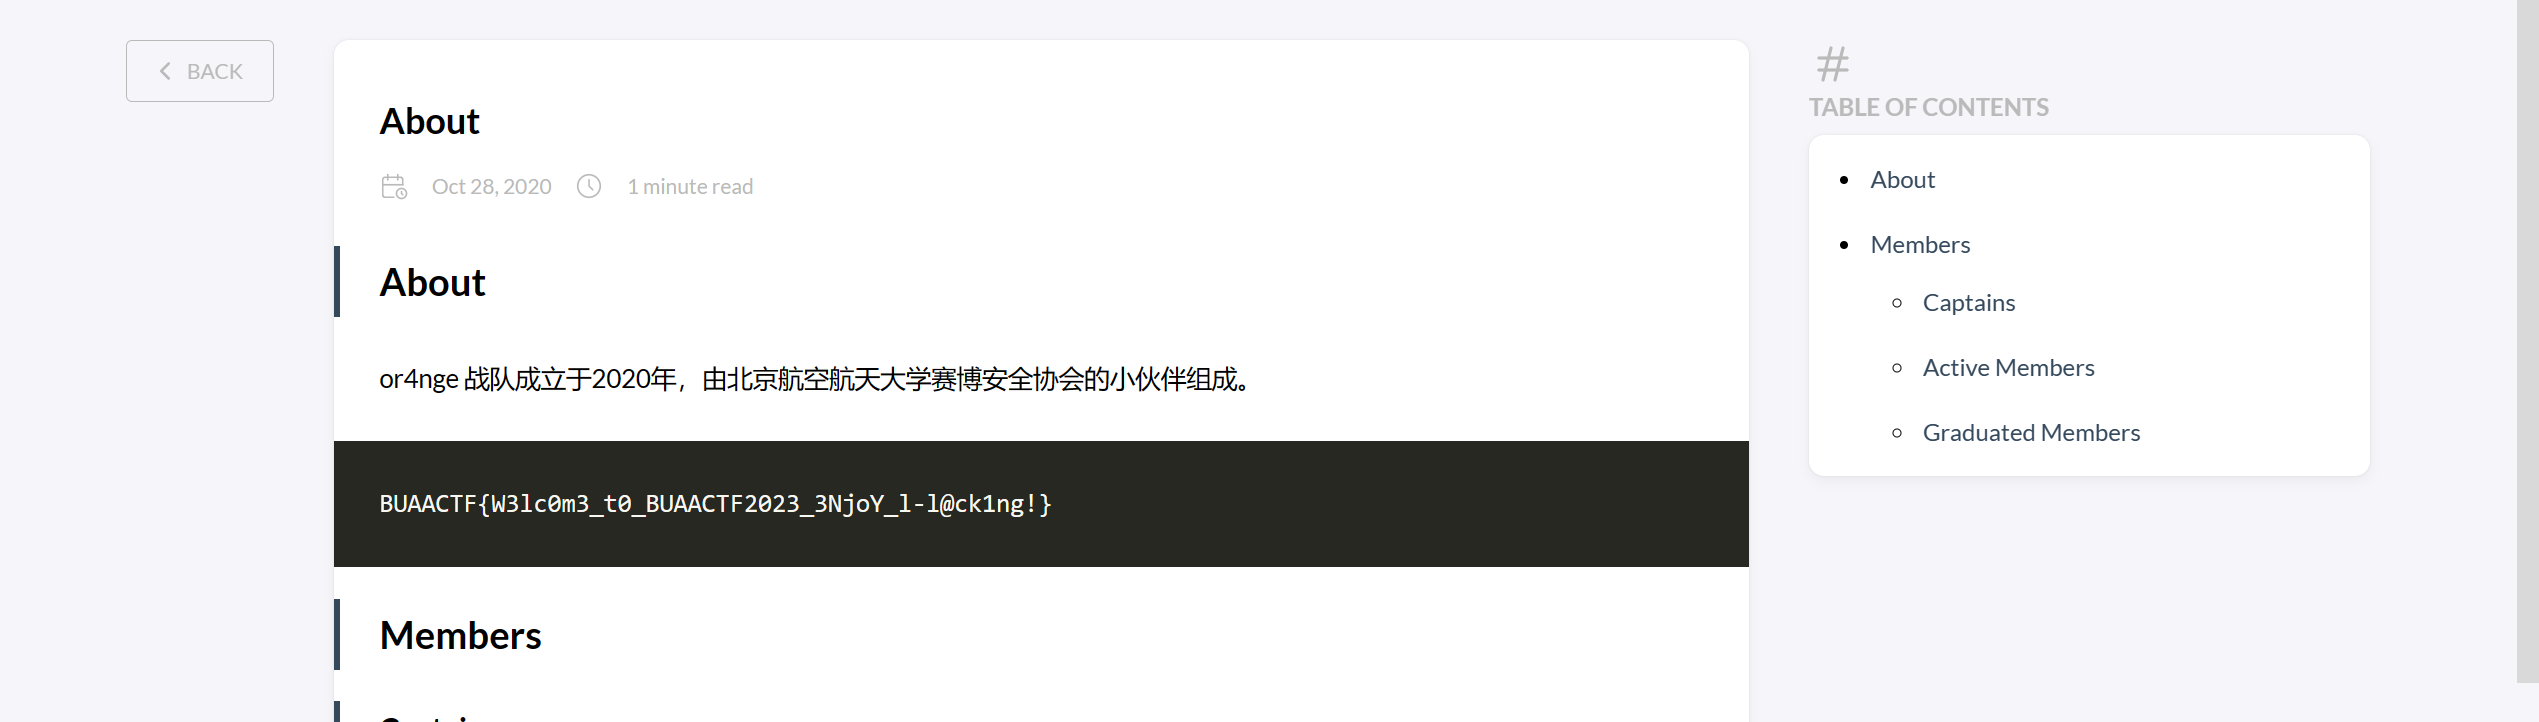 BACK
About
Oct 28, 2020 1 minute read
About
or4nge 战队成立于2020年，由北京航空航天大学赛博安全协会的小伙伴组成。
BUAACTF{W3lc0m3_t0_BUAACTF2023_3NjoY_l-l@ck1ng!}
Members
#
TABLE OF CONTENTS
About
Members
Captains
Active Members
Graduated Members